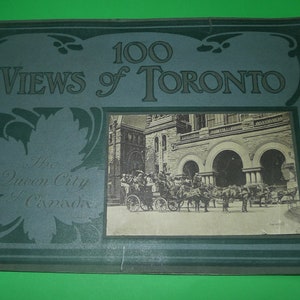 100
VIEWS of TORONTO
The
Queen City
of
Canada